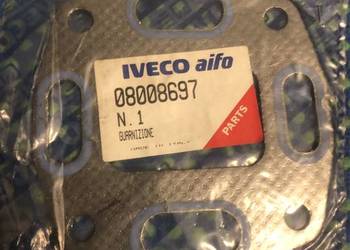 IVECO aifo
08008697
N.1
GUARNIZIONE
PARTS